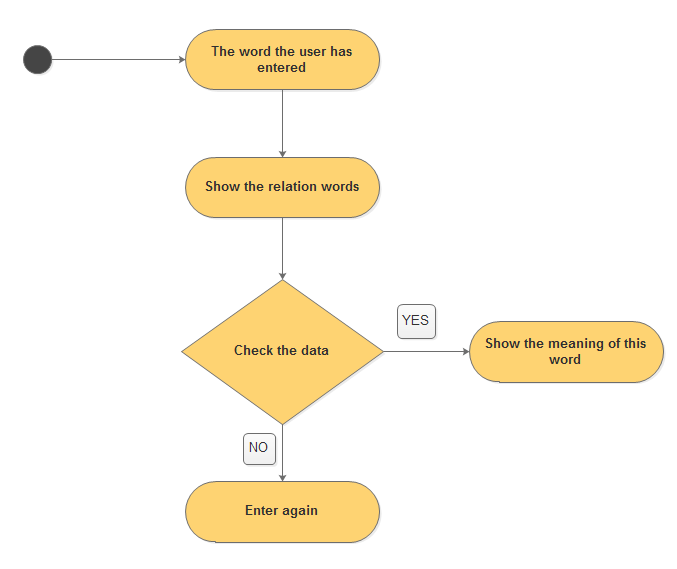 The word the user has
entered
Show the relation words
Check the data
YES
Show the meaning of this
word
NO
Enter again